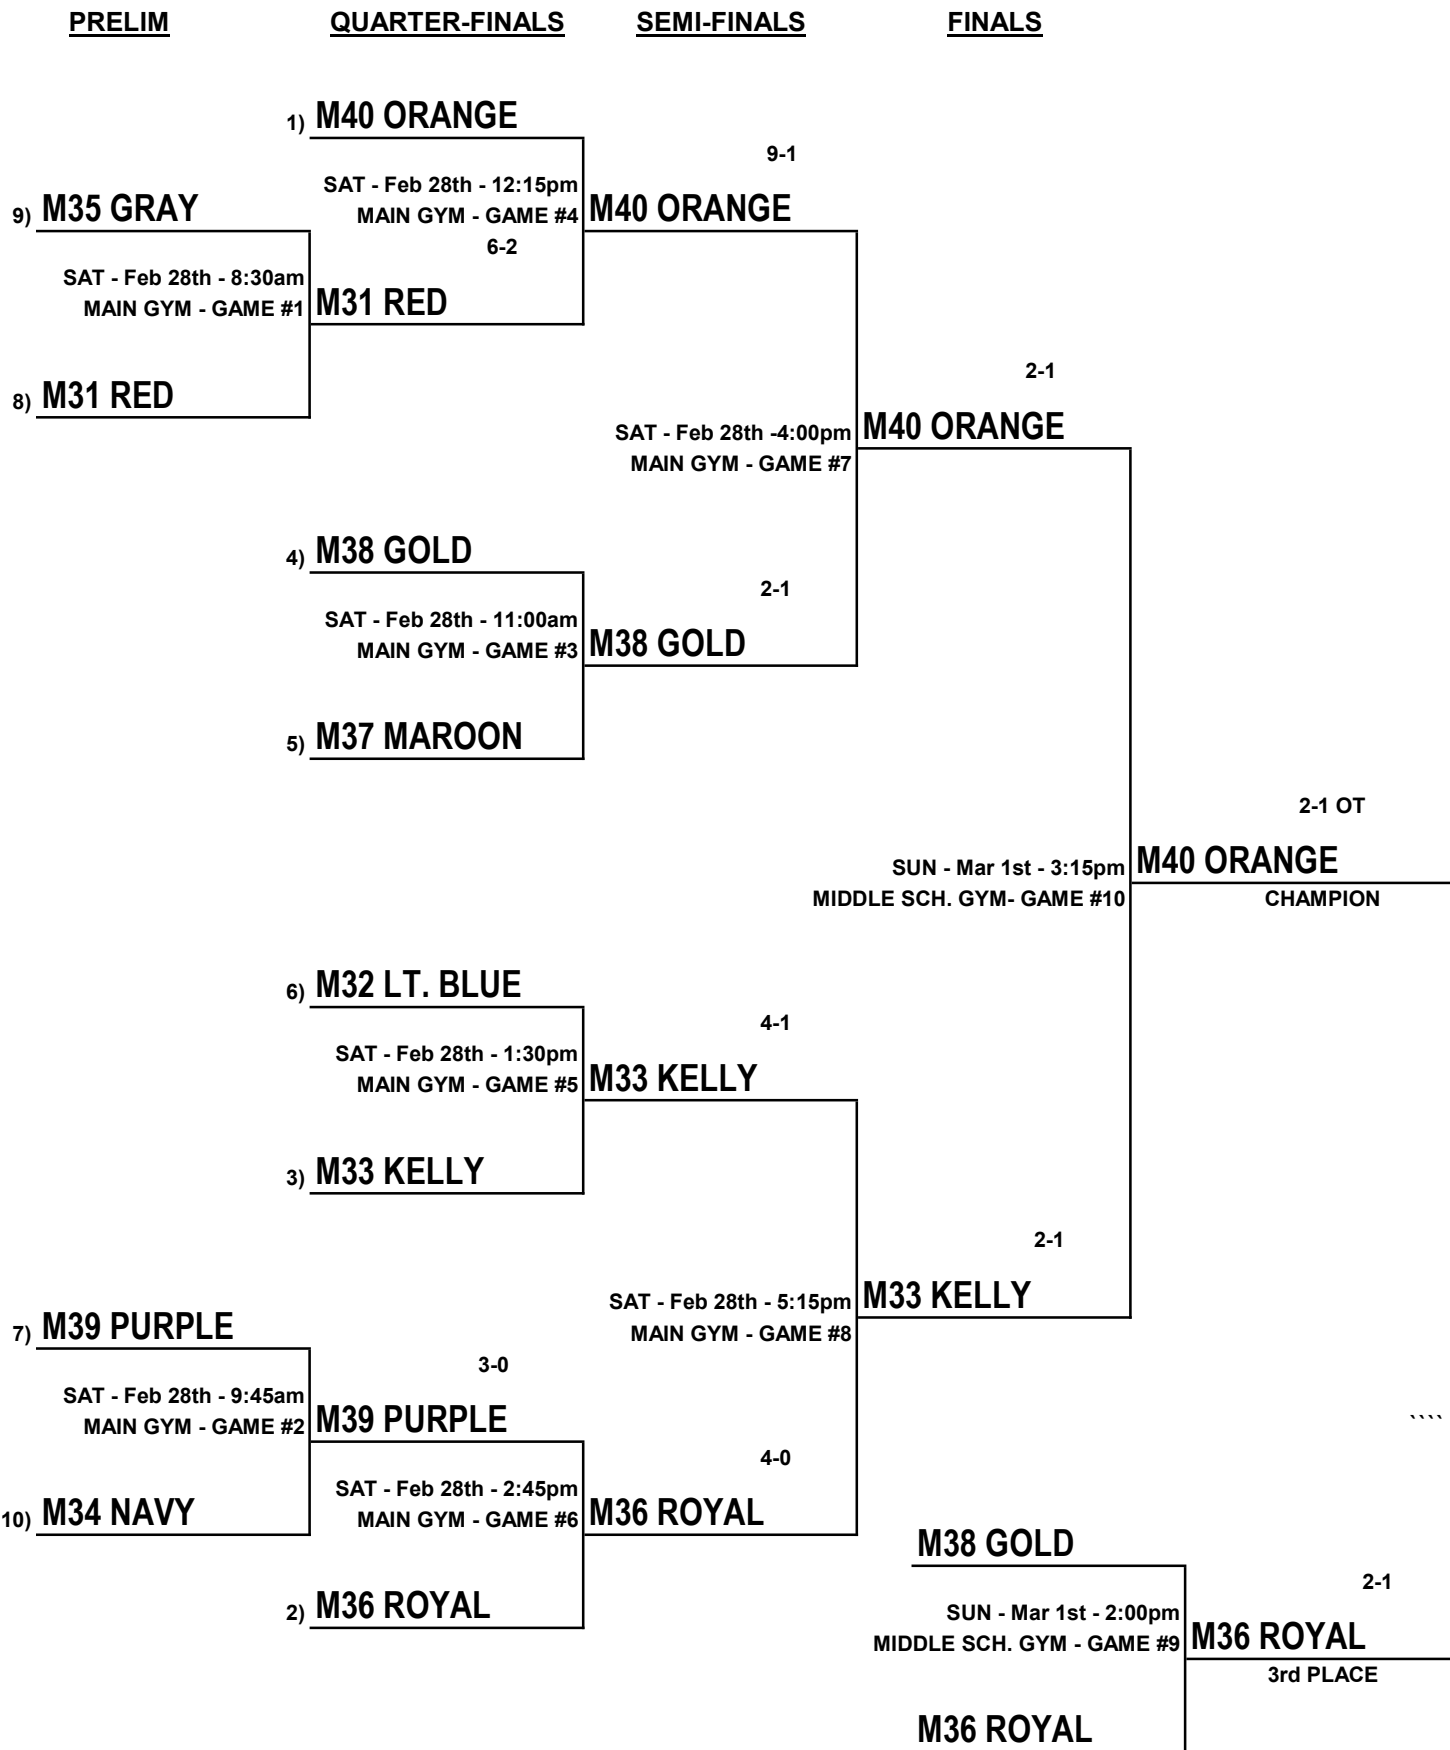 PRELIM QUARTER-FINALS SEMI-FINALS FINALS
1) M40 ORANGE
9-1
SAT - Feb 28th - 12:15pm
9) M35 GRAY
MAIN GYM - GAME #4
M40 ORANGE
6-2
SAT - Feb 28th - 8:30am
MAIN GYM - GAME #1
M31 RED
2-1
8) M31 RED
M40 ORANGE
SAT - Feb 28th -4:00pm
MAIN GYM - GAME #7
4) M38 GOLD
2-1
SAT - Feb 28th - 11:00am
MAIN GYM - GAME #3
M38 GOLD
5) M37 MAROON
2-1 OT
SUN - Mar 1st - 3:15pm
M40 ORANGE
MIDDLE SCH. GYM- GAME #10
CHAMPION
6) M32 LT. BLUE
4-1
SAT - Feb 28th - 1:30pm
MAIN GYM - GAME #5
M33 KELLY
3) M33 KELLY
2-1
SAT - Feb 28th - 5:15pm
M33 KELLY
7) M39 PURPLE
MAIN GYM - GAME #8
3-0
SAT - Feb 28th - 9:45am
MAIN GYM - GAME #2
M39 PURPLE
````
4-0
SAT - Feb 28th - 2:45pm
10) M34 NAVY
MAIN GYM - GAME #6
M36 ROYAL
M38 GOLD
2-1
2) M36 ROYAL
SUN - Mar 1st - 2:00pm
MIDDLE SCH. GYM - GAME #9
M36 ROYAL
3rd PLACE
M36 ROYAL